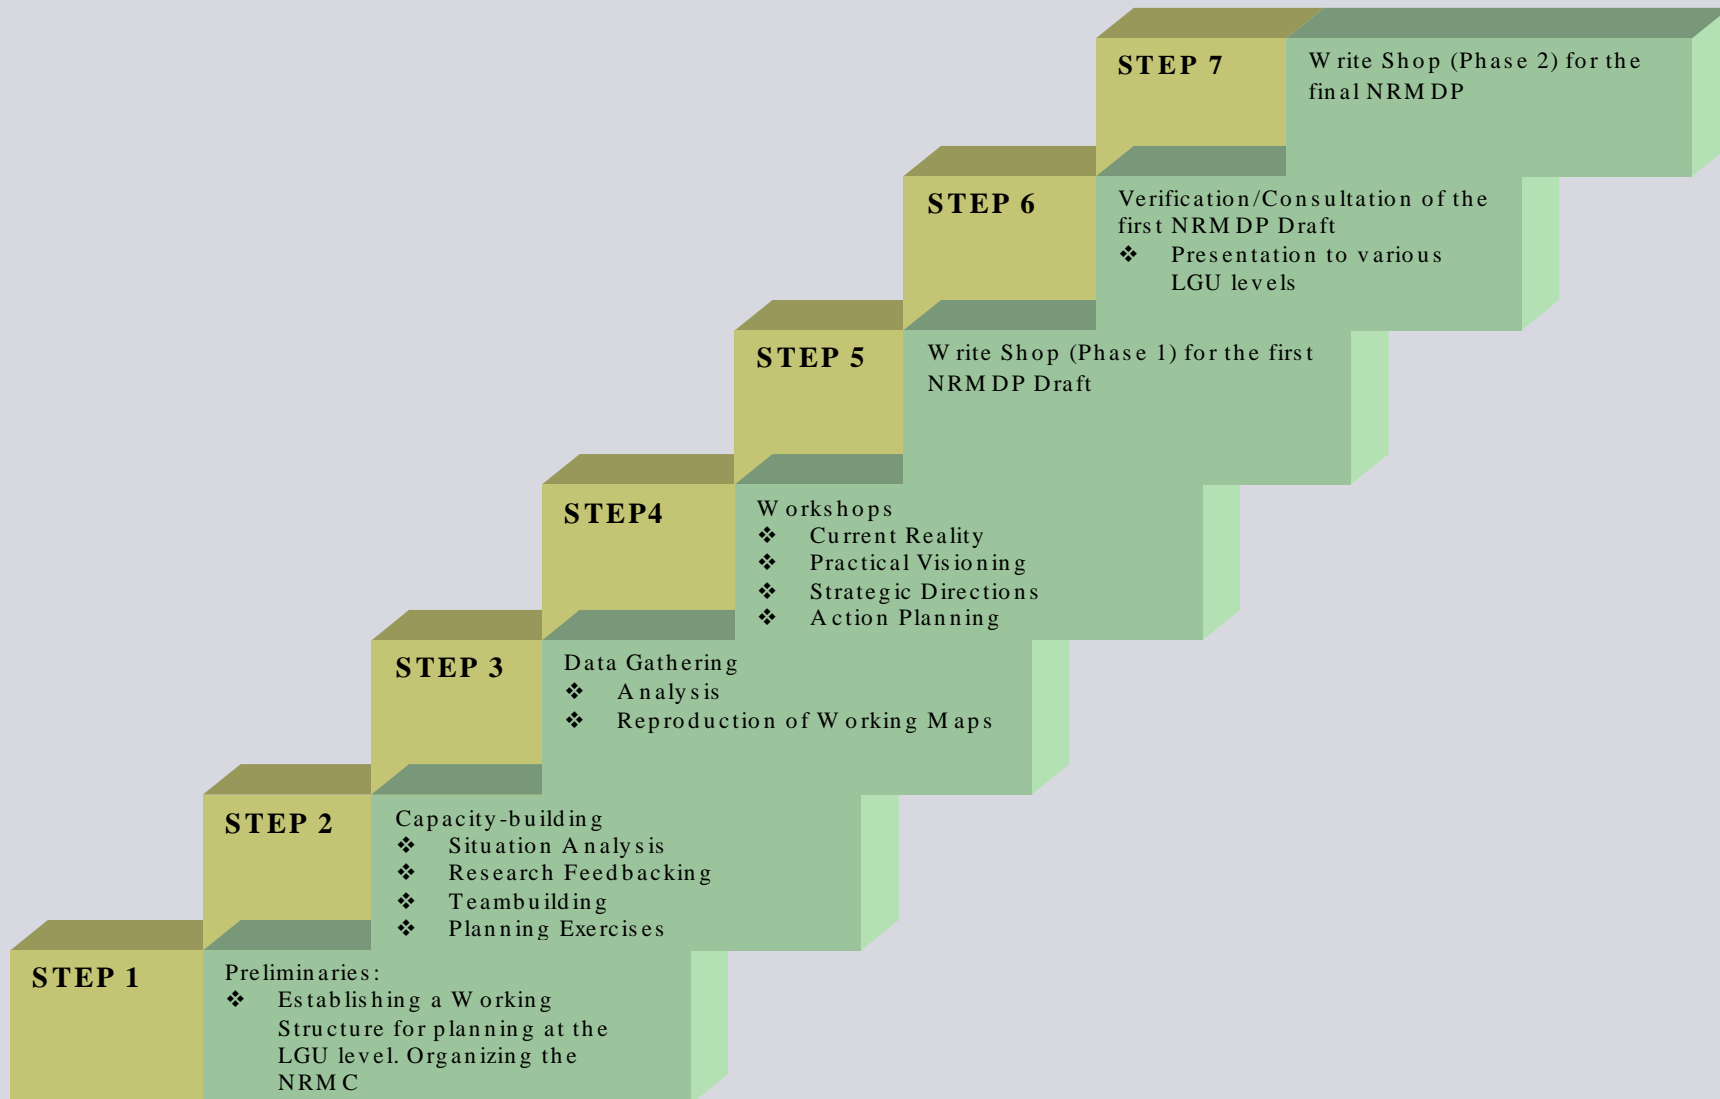 STEP 7
Write Shop (Phase 2) for the
final NRMDP
STEP 6
Verification/Consultation of the
first NRMDP Draft
❖ Presentation to various
LGU levels
STEP 5
Write Shop (Phase 1) for the first
NRMDP Draft
STEP4
Workshops
❖ Current Reality
❖ Practical Visioning
❖ Strategic Directions
❖ Action Planning
STEP 3
Data Gathering
❖ Analysis
❖ Reproduction of Working Maps
STEP 2
Capacity-building
❖ Situation Analysis
❖ Research Feedbacking
❖ Teambuilding
❖ Planning Exercises
STEP 1
Preliminaries:
❖ Establishing a Working
Structure for planning at the
LGU level. Organizing the
NRMC